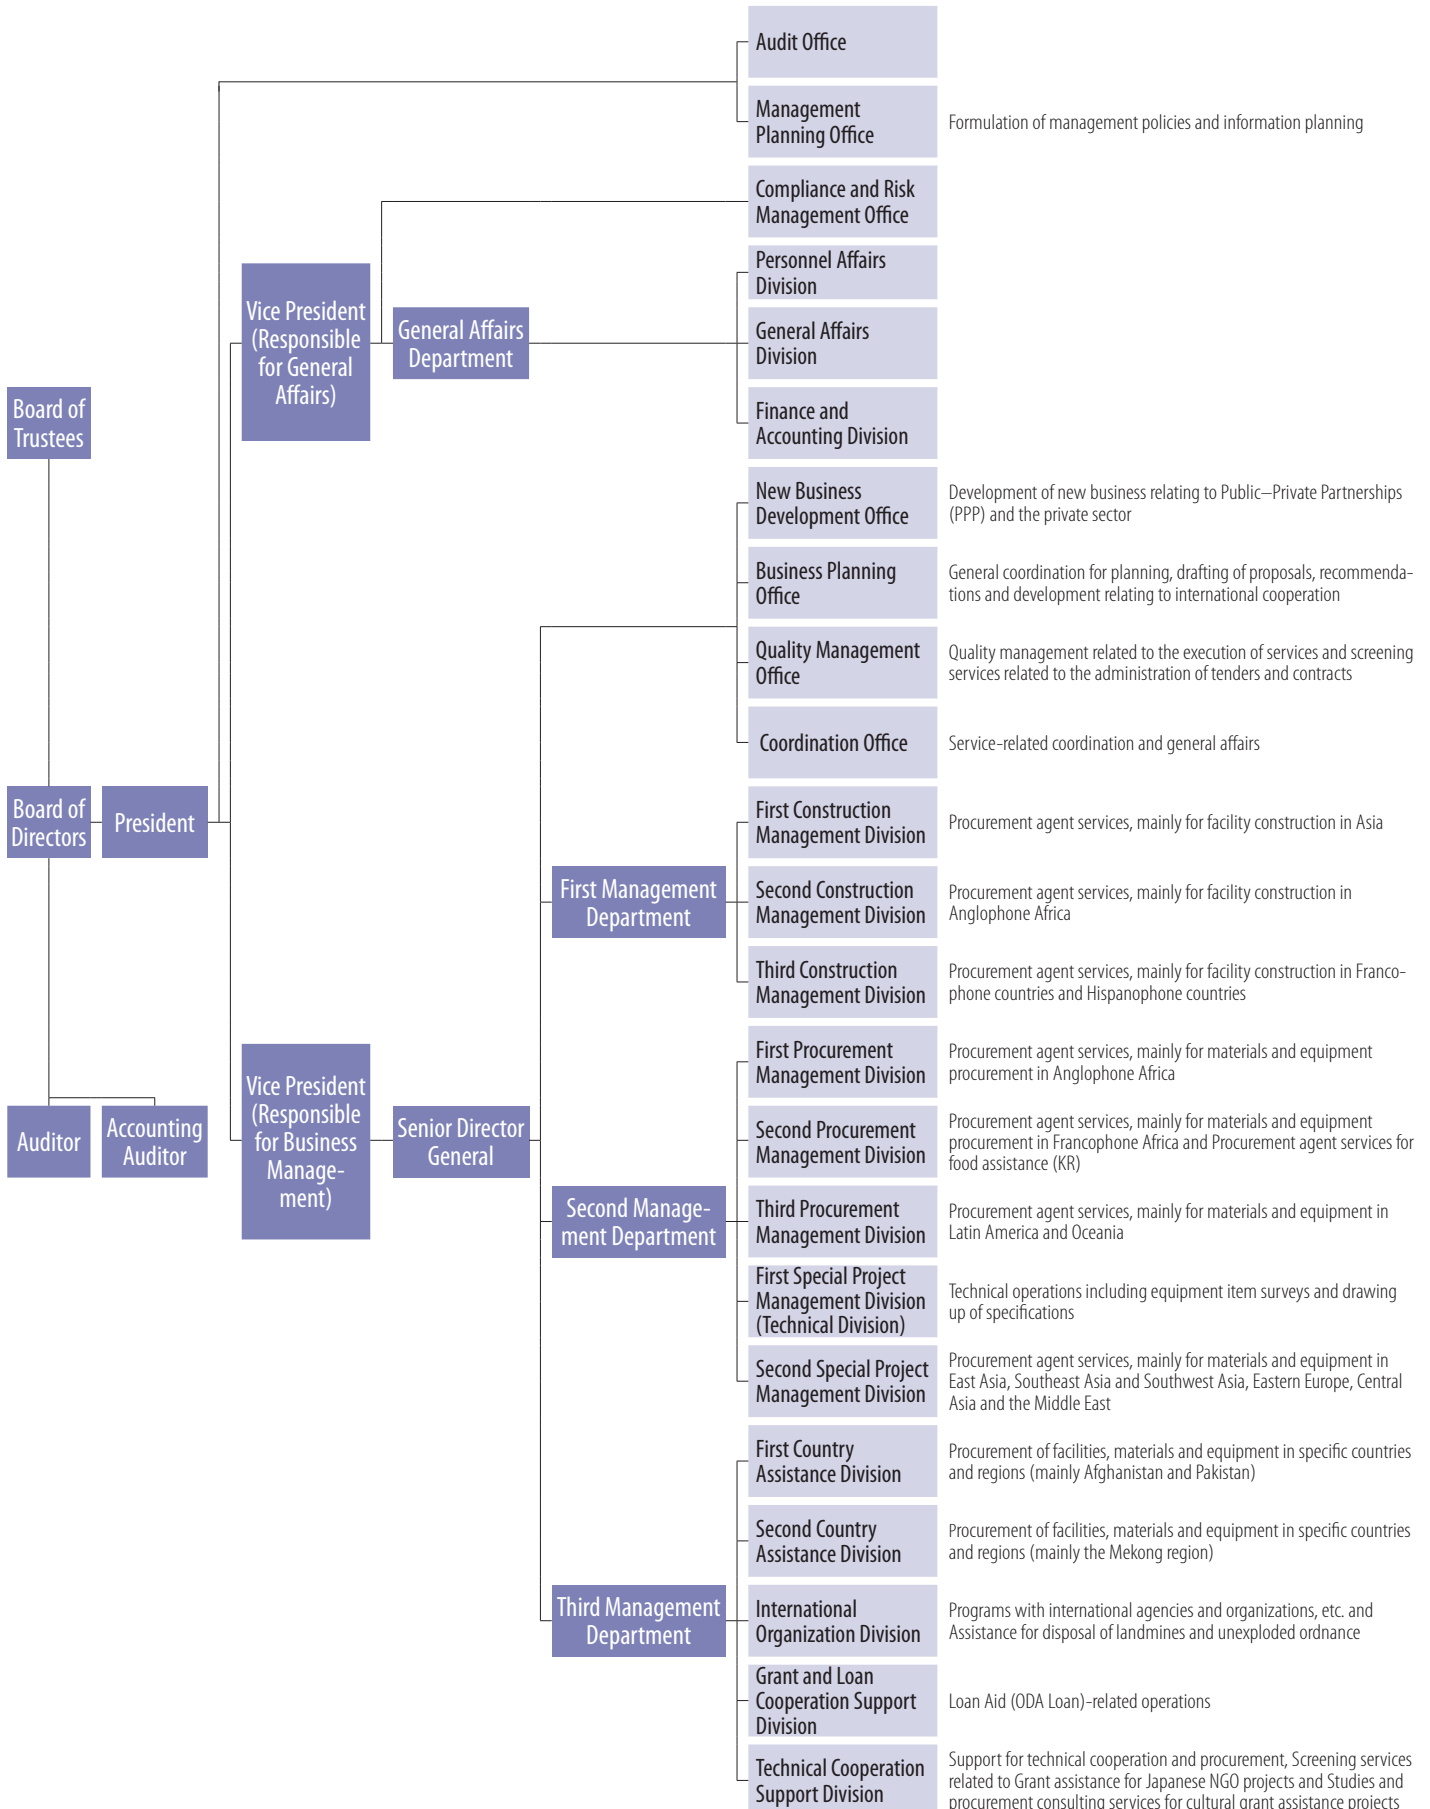 Audit Office
Management
Planning Office
Formulation of management policies and information planning
Compliance and Risk
Management Office
Personnel Affairs
Division
Vice President
(Responsible
for General
Affairs)
General Affairs
Department
General Affairs
Division
Board of
Trustees
Finance and
Accounting Division
New Business
Development Office
Development of new business relating to Public–Private Partnerships
(PPP) and the private sector
Business Planning
Office
General coordination for planning, drafting of proposals, recommenda-
tions and development relating to international cooperation
Quality Management
Office
Quality management related to the execution of services and screening
services related to the administration of tenders and contracts
Coordination Office
Service-related coordination and general affairs
Board of
Directors
President
First Construction
Management Division
Procurement agent services, mainly for facility construction in Asia
First Management
Department
Second Construction
Management Division
Procurement agent services, mainly for facility construction in
Anglophone Africa
Third Construction
Management Division
Procurement agent services, mainly for facility construction in Franco-
phone countries and Hispanophone countries
First Procurement
Management Division
Procurement agent services, mainly for materials and equipment
procurement in Anglophone Africa
Auditor
Accounting
Auditor
Vice President
(Responsible
for Business
Manage-
ment)
Senior Director
General
Second Procurement
Management Division
Procurement agent services, mainly for materials and equipment
procurement in Francophone Africa and Procurement agent services for
food assistance (KR)
Second Manage-
ment Department
Third Procurement
Management Division
Procurement agent services, mainly for materials and equipment in
Latin America and Oceania
First Special Project
Management Division
(Technical Division)
Technical operations including equipment item surveys and drawing
up of specifications
Second Special Project
Management Division
Procurement agent services, mainly for materials and equipment in
East Asia, Southeast Asia and Southwest Asia, Eastern Europe, Central
Asia and the Middle East
First Country
Assistance Division
Procurement of facilities, materials and equipment in specific countries
and regions (mainly Afghanistan and Pakistan)
Second Country
Assistance Division
Procurement of facilities, materials and equipment in specific countries
and regions (mainly the Mekong region)
Third Management
Department
International
Organization Division
Programs with international agencies and organizations, etc. and
Assistance for disposal of landmines and unexploded ordnance
Grant and Loan
Cooperation Support
Division
Loan Aid (ODA Loan)-related operations
Technical Cooperation
Support Division
Support for technical cooperation and procurement, Screening services
related to Grant assistance for Japanese NGO projects and Studies and
procurement consulting services for cultural grant assistance projects